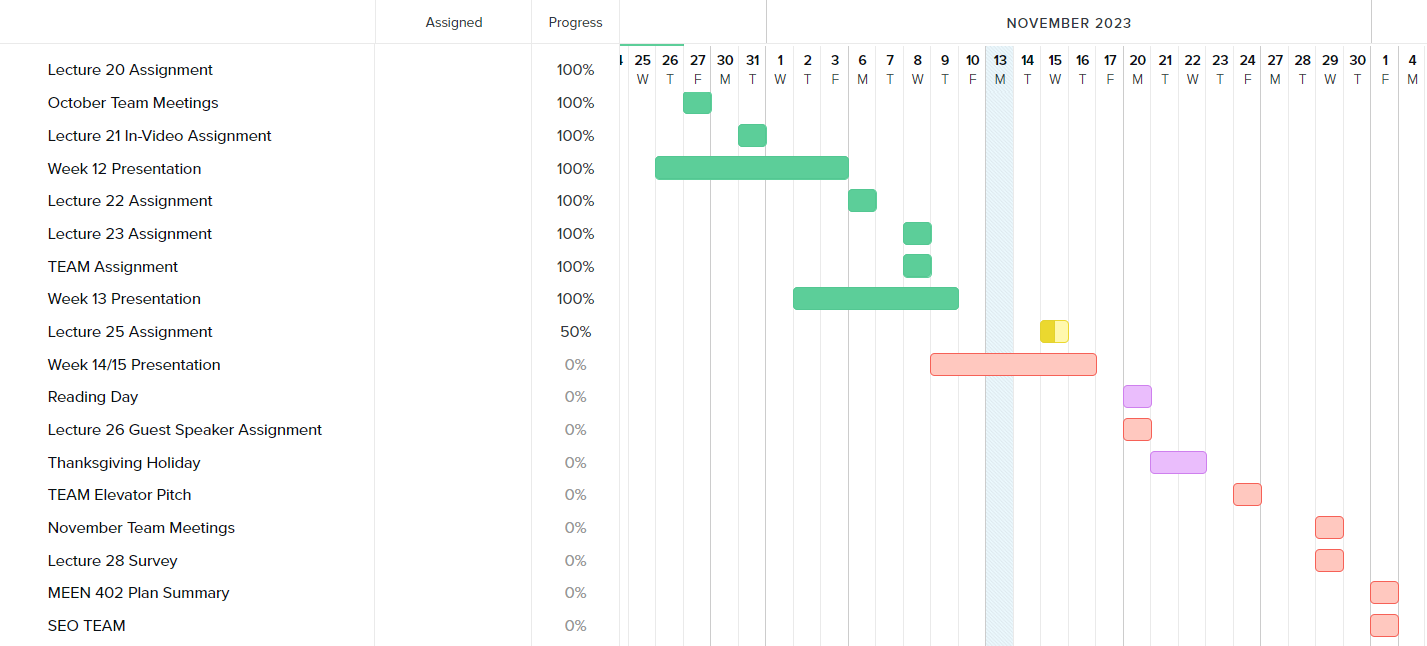 Assigned Progress NOVEMBER 2023
25 26 27 30 31 1 2 3 6 7 8 9 10 13 14 15 16 17 20 21 22 23 24 27 28 29 30 1 4
Lecture 20 Assignment 100%
W T F M T W T F M T W T F M T W T F M T W T F M T W T F M
October Team Meetings 100%
Lecture 21 In-Video Assignment 100%
Week 12 Presentation 100%
Lecture 22 Assignment 100%
Lecture 23 Assignment 100%
TEAM Assignment 100%
Week 13 Presentation 100%
Lecture 25 Assignment 50%
Week 14/15 Presentation 0%
Reading Day 0%
Lecture 26 Guest Speaker Assignment 0%
Thanksgiving Holiday 0%
TEAM Elevator Pitch 0%
November Team Meetings 0%
Lecture 28 Survey 0%
MEEN 402 Plan Summary 0%
SEO TEAM 0%